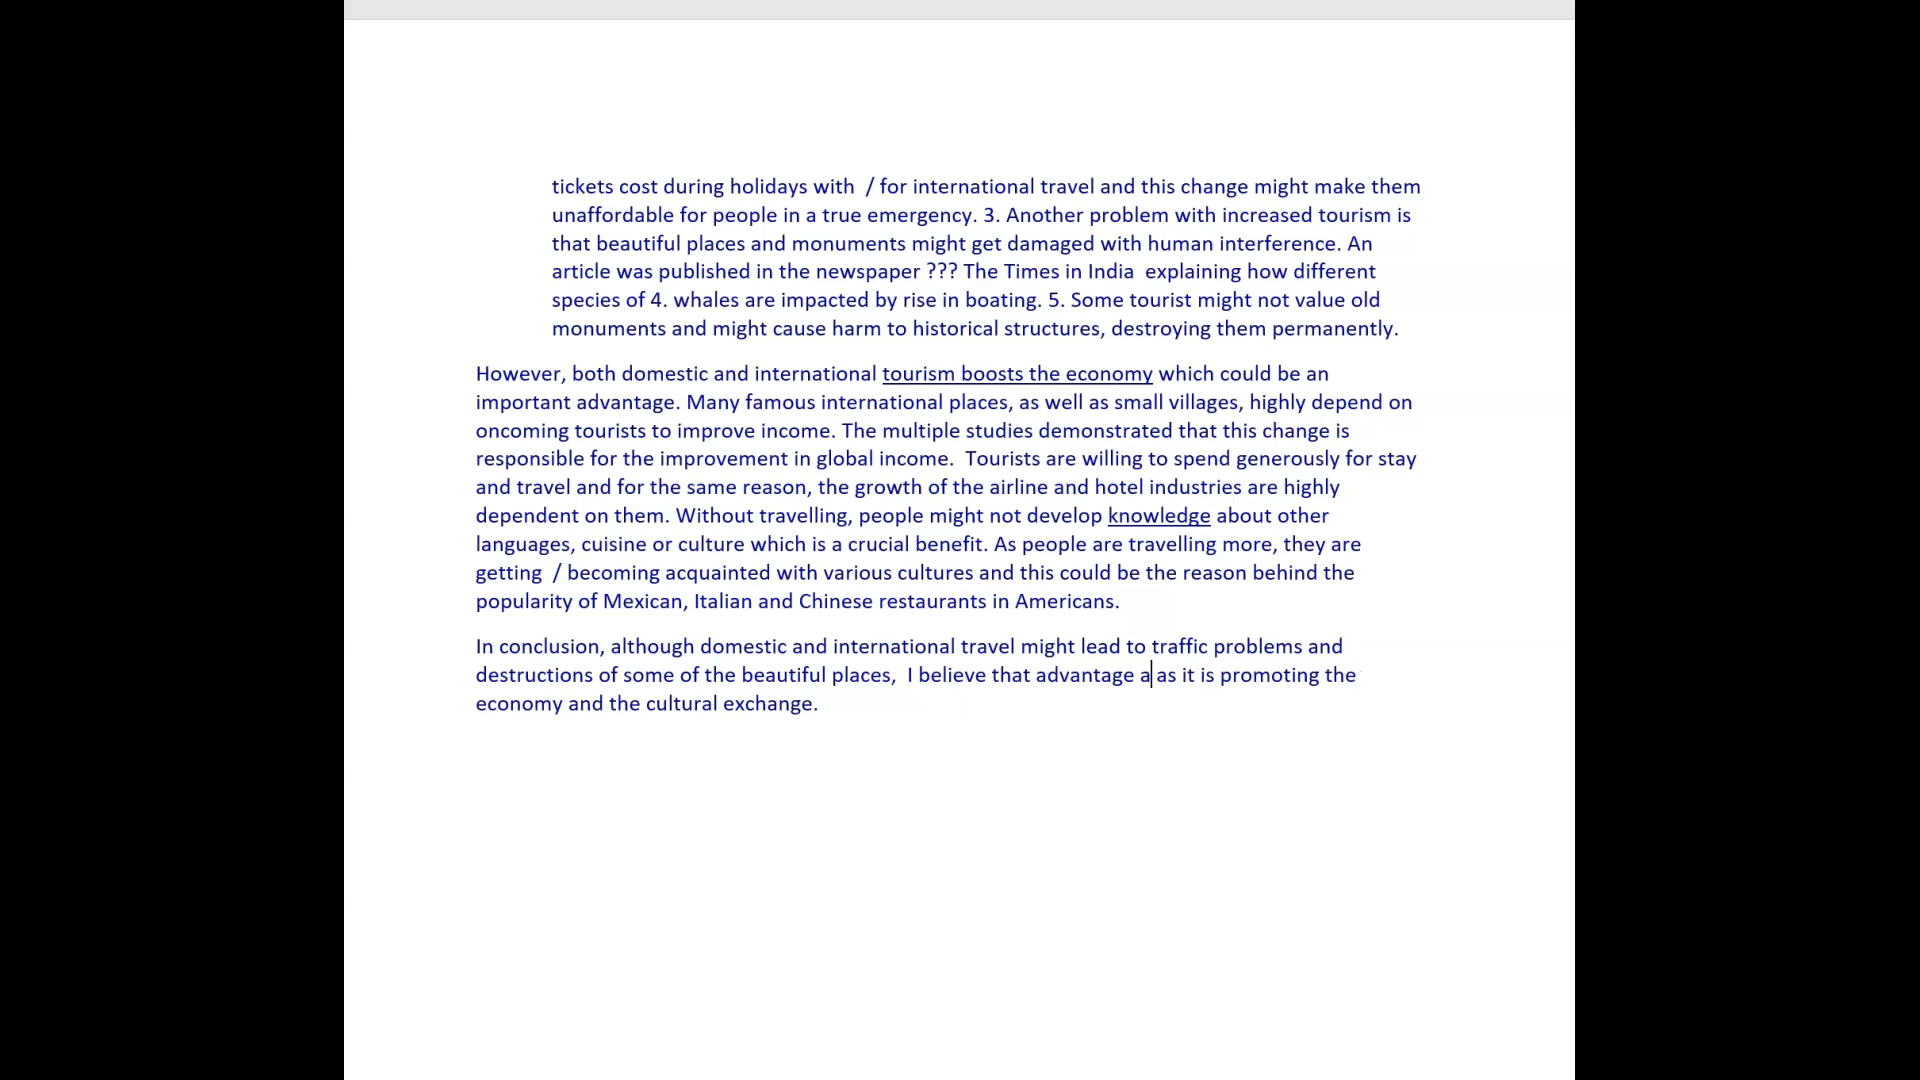 tickets cost during holidays with  / for international travel and this change might make them
unaffordable for people in a true emergency. 3. Another problem with increased tourism is
that beautiful places and monuments might get damaged with human interference. An
article was published in the newspaper ??? The Times in India  explaining how different
species of 4. whales are impacted by rise in boating. 5. Some tourist might not value old
monuments and might cause harm to historical structures, destroying them permanently.
However, both domestic and international tourism boosts the economy which could be an
important advantage. Many famous international places, as well as small villages, highly depend on
oncoming tourists to improve income. The multiple studies demonstrated that this change is
responsible for the improvement in global income.  Tourists are willing to spend generously for stay
and travel and for the same reason, the growth of the airline and hotel industries are highly
dependent on them. Without travelling, people might not develop knowledge about other
languages, cuisine or culture which is a crucial benefit. As people are travelling more, they are
getting  / becoming acquainted with various cultures and this could be the reason behind the
popularity of Mexican, Italian and Chinese restaurants in Americans.
In conclusion, although domestic and international travel might lead to traffic problems and
destructions of some of the beautiful places,  I believe that advantage a as it is promoting the
economy and the cultural exchange.